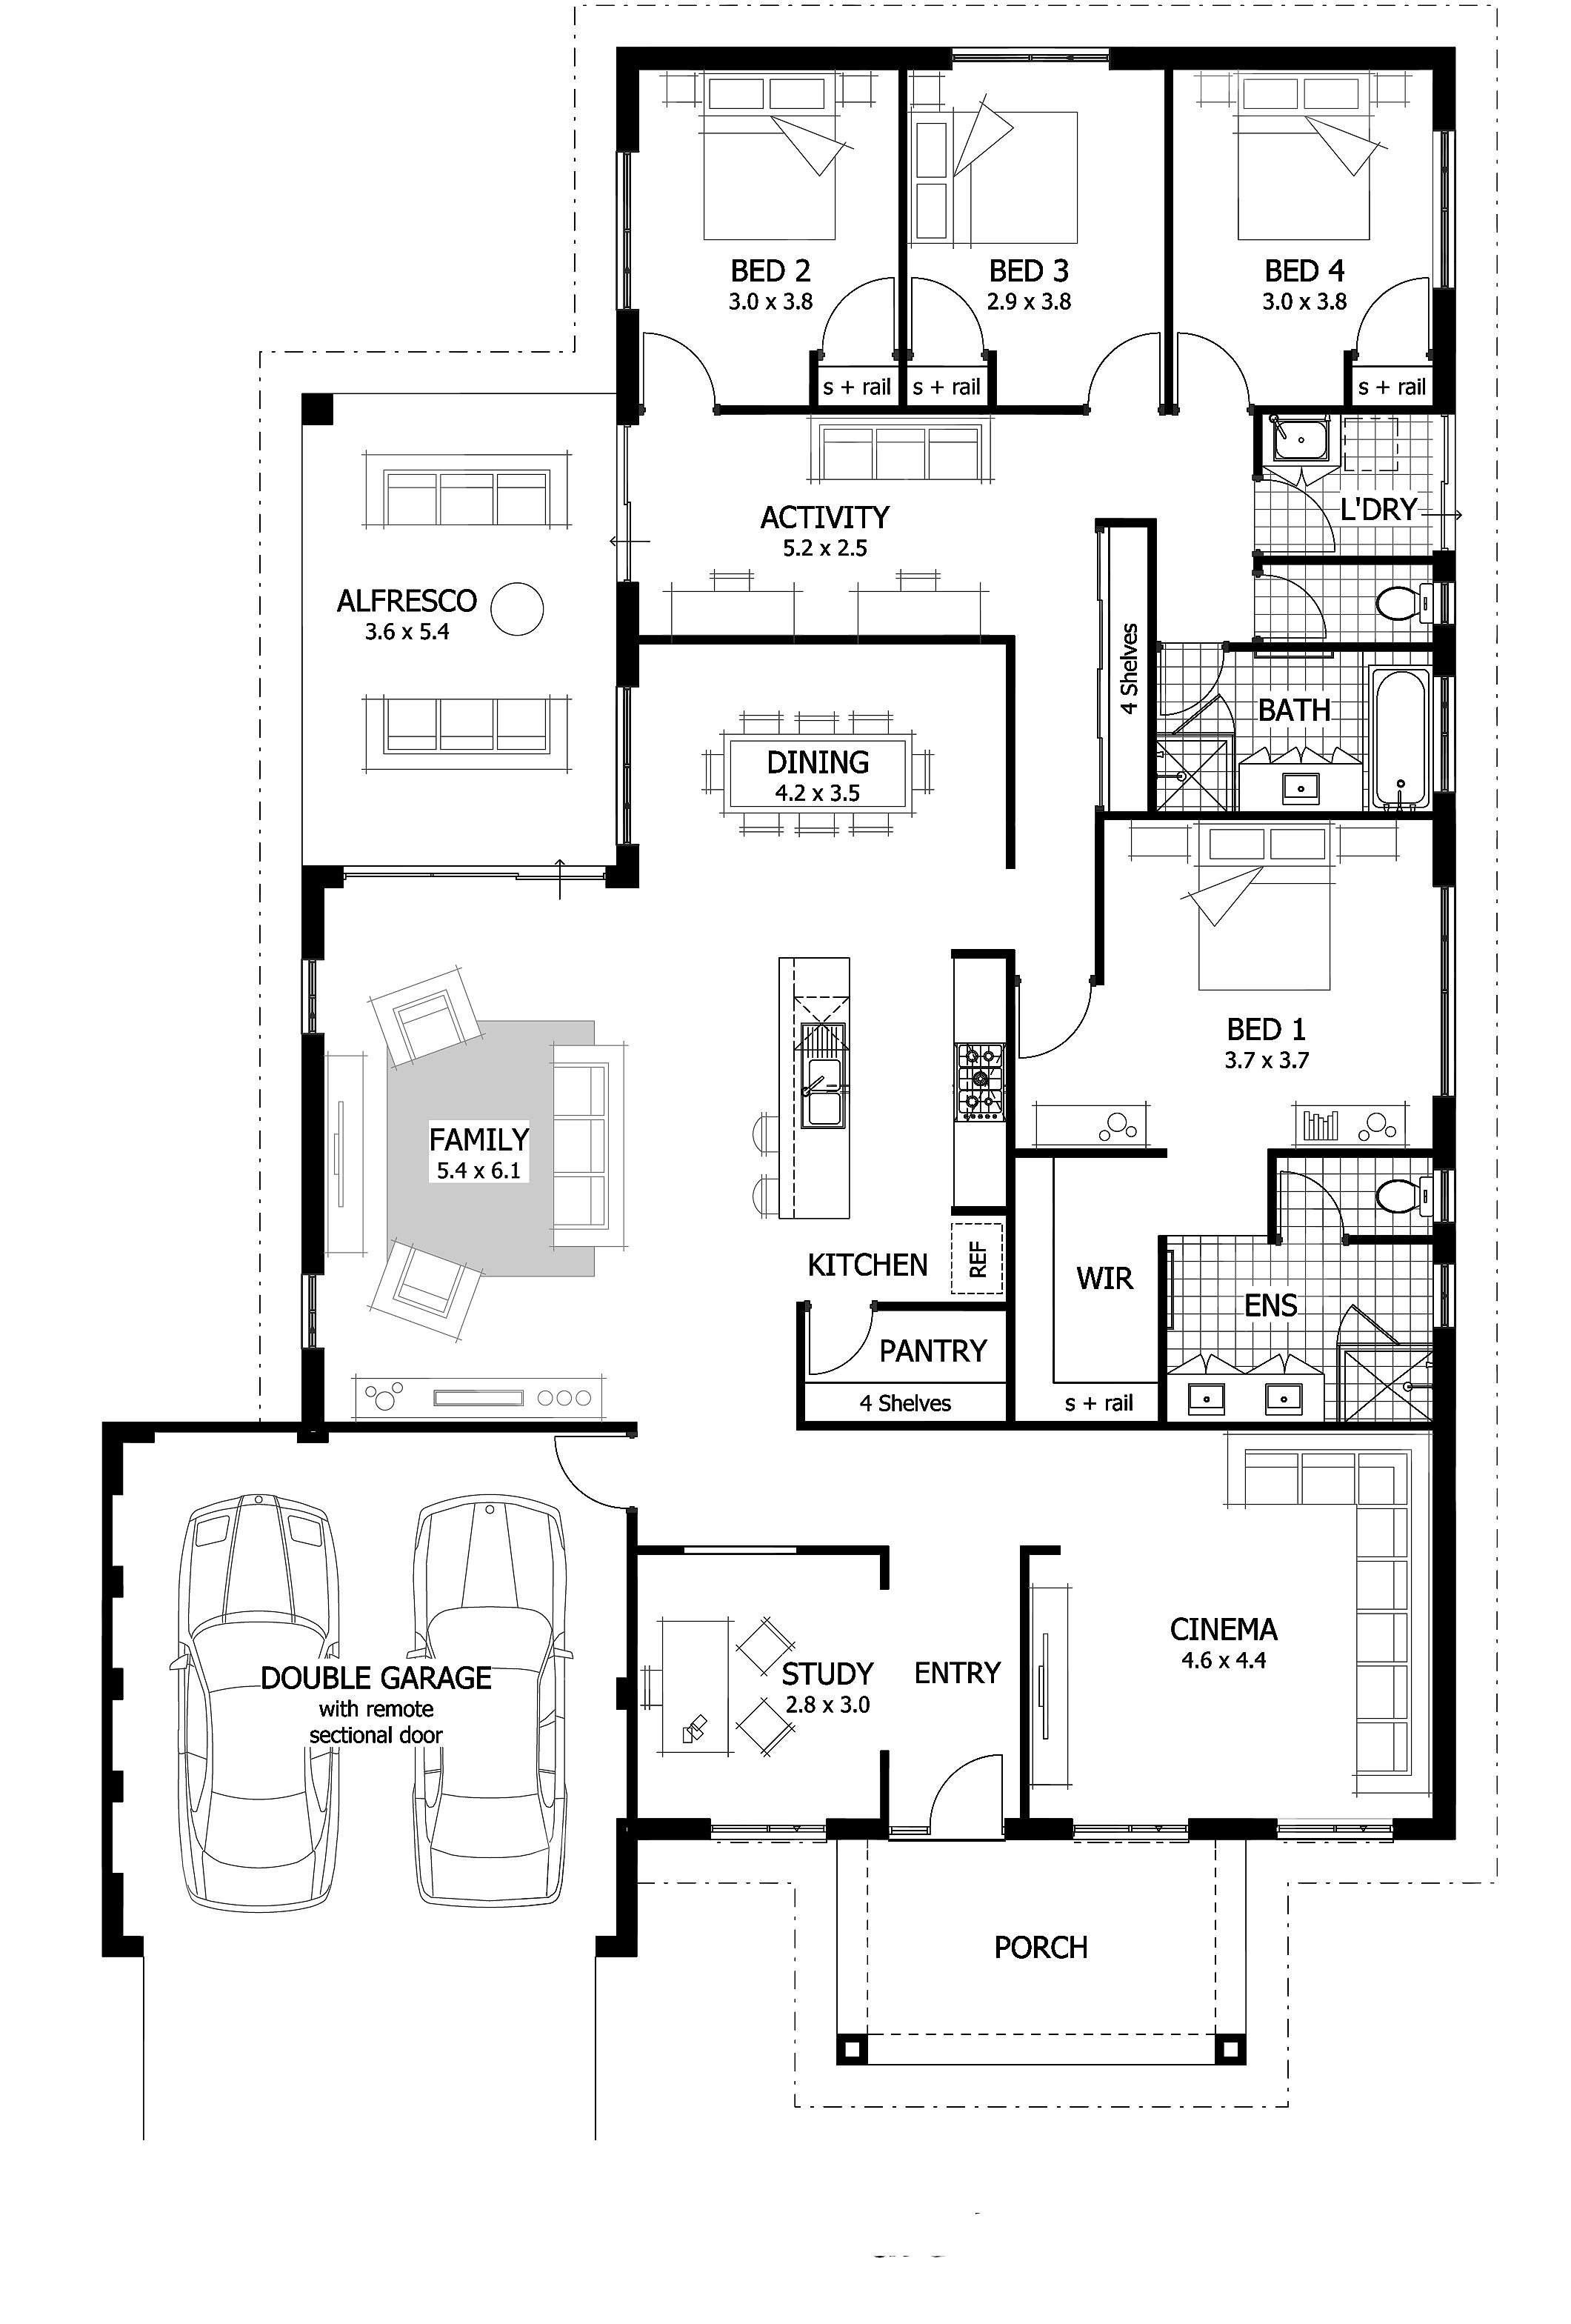 BED 2
3.0 x 3.8
BED 3
2.9 x 3.8
BED 4
3.0 x 3.8
s + rail
s + rail
s + rail
L'DRY
ACTIVITY
5.2 x 2.5
ALFRESCO
3.6 x 5.4
4 Shelves
BATH
DINING
4.2 x 3.5
BED 1
3.7 x 3.7
FAMILY
5.4 x 6.1
KITCHEN
REF
WIR
ENS
PANTRY
4 Shelves
s + rail
CINEMA
4.6 x 4.4
DOUBLE GARAGE
with remote
sectional door
STUDY
2.8 x 3.0
ENTRY
PORCH